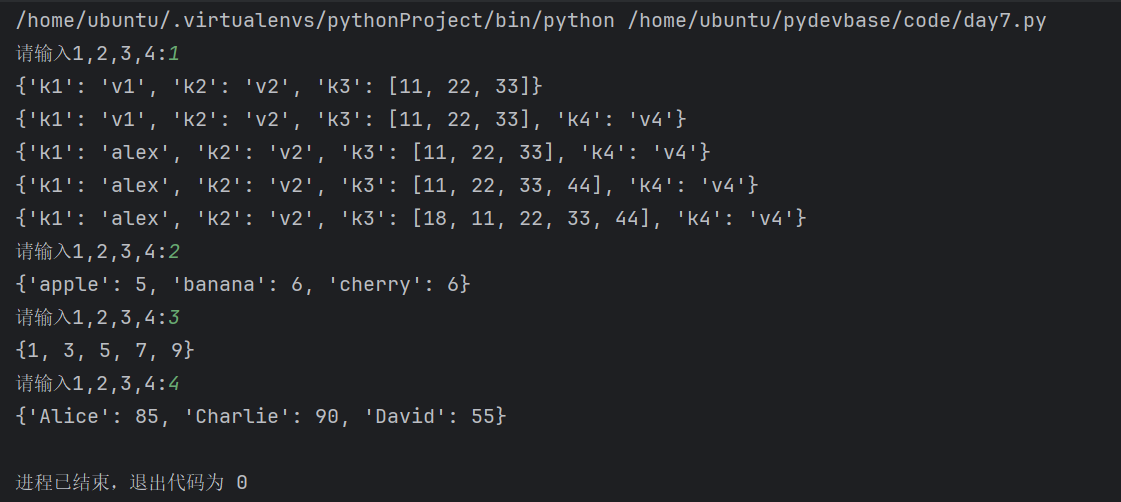 /home/ubuntu/.virtualenvs/pythonProject/bin/python /home/ubuntu/pydevbase/code/day7.py
请输入1,2,3,4:1
{'k1': 'v1', 'k2': 'v2', 'k3': [11, 22, 33]}
{'k1': 'v1', 'k2': 'v2', 'k3': [11, 22, 33], 'k4': 'v4'}
{'k1': 'alex', 'k2': 'v2', 'k3': [11, 22, 33], 'k4': 'v4'}
{'k1': 'alex', 'k2': 'v2', 'k3': [11, 22, 33, 44], 'k4': 'v4'}
{'k1': 'alex', 'k2': 'v2', 'k3': [18, 11, 22, 33, 44], 'k4': 'v4'}
请输入1,2,3,4:2
{'apple': 5, 'banana': 6, 'cherry': 6}
请输入1,2,3,4:3
{1, 3, 5, 7, 9}
请输入1,2,3,4:4
{'Alice': 85, 'Charlie': 90, 'David': 55}
进程已结束，退出代码为 0